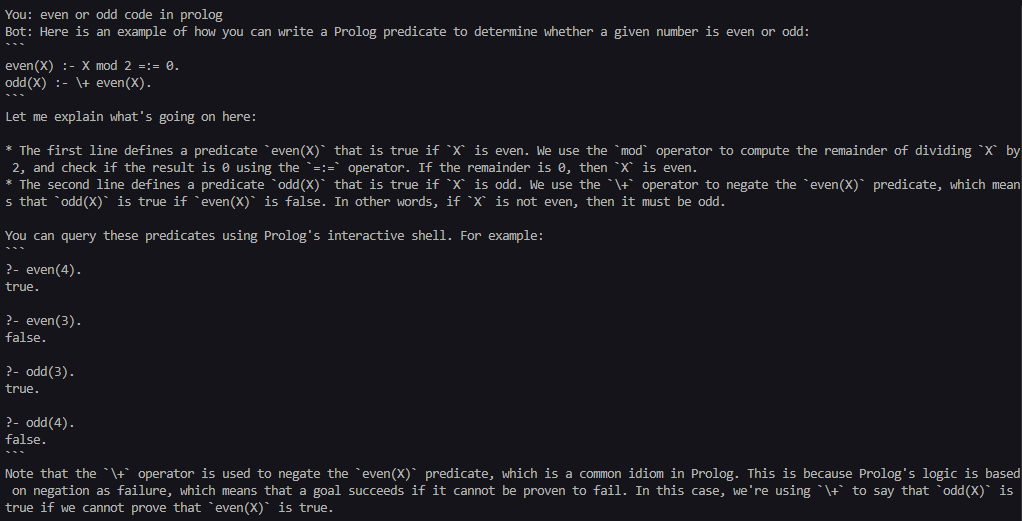 You: even or odd code in prolog
Bot: Here is an example of how you can write a Prolog predicate to determine whether a given number is even or odd:
```
even(X) :- X mod 2 =:= 0.
odd(X) :- \+ even(X).
```
Let me explain what's going on here:
* The first line defines a predicate `even(X)` that is true if `X` is even. We use the `mod` operator to compute the remainder of dividing `X` by
2, and check if the result is 0 using the `=:=` operator. If the remainder is 0, then `X` is even.
* The second line defines a predicate `odd(X)` that is true if `X` is odd. We use the `\+` operator to negate the `even(X)` predicate, which mean
s that `odd(X)` is true if `even(X)` is false. In other words, if `X` is not even, then it must be odd.
You can query these predicates using Prolog's interactive shell. For example:
```
?- even(4).
true.
?- even(3).
false.
?- odd(3).
true.
?- odd(4).
false.
```
Note that the `\+` operator is used to negate the `even(X)` predicate, which is a common idiom in Prolog. This is because Prolog's logic is based
on negation as failure, which means that a goal succeeds if it cannot be proven to fail. In this case, we're using `\+` to say that `odd(X)` is
true if we cannot prove that `even(X)` is true.